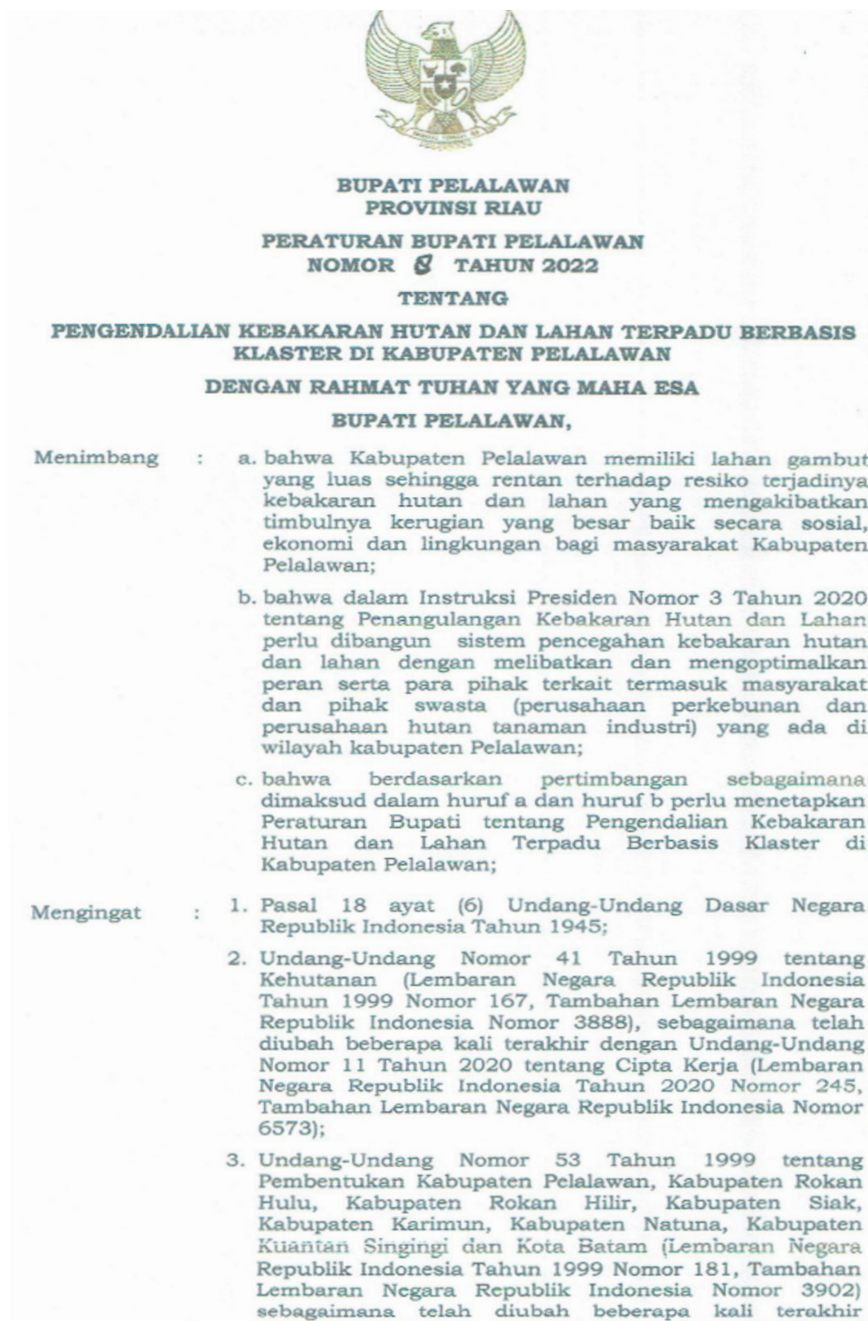 BUPATI PELALAWAN
PROVINSI RIAU
PERATURAN BUPATI PELALAWAN
NOMOR 8 TAHUN 2022
TENTANG
PENGENDALIAN KEBAKARAN HUTAN DAN LAHAN TERPADU BERBASIS
KLASTER DI KABUPATEN PELALAWAN
DENGAN RAHMAT TUHAN YANG MAHA ESA
BUPATI PELALAWAN,
Menimbang : a. bahwa Kabupaten Pelalawan memiliki lahan gambut
yang luas sehingga rentan terhadap resiko terjadinya
kebakaran hutan dan lahan yang mengakibatkan
timbulnya kerugian yang besar baik secara sosial,
ekonomi dan lingkungan bagi masyarakat Kabupaten
Pelalawan;
b. bahwa dalam Instruksi Presiden Nomor 3 Tahun 2020
tentang Penangulangan Kebakaran Hutan dan Lahan
perlu dibangun sistem pencegahan kebakaran hutan
dan lahan dengan melibatkan dan mengoptimalkan
peran serta para pihak terkait termasuk masyarakat
dan pihak swasta (perusahaan perkebunan dan
perusahaan hutan tanaman industri) yang ada di
wilayah kabupaten Pelalawan;
c. bahwa berdasarkan pertimbangan sebagaimana
dimaksud dalam huruf a dan huruf b perlu menetapkan
Peraturan Bupati tentang Pengendalian Kebakaran
Hutan dan Lahan Terpadu Berbasis Klaster di
Kabupaten Pelalawan;
Mengingat : 1. Pasal 18 ayat (6) Undang-Undang Dasar Negara
Republik Indonesia Tahun 1945;
2. Undang-Undang Nomor 41 Tahun 1999 tentang
Kehutanan (Lembaran Negara Republik Indonesia
Tahun 1999 Nomor 167, Tambahan Lembaran Negara
Republik Indonesia Nomor 3888), sebagaimana telah
diubah beberapa kali terakhir dengan Undang-Undang
Nomor 11 Tahun 2020 tentang Cipta Kerja (Lembaran
Negara Republik Indonesia Tahun 2020 Nomor 245,
Tambahan Lembaran Negara Republik Indonesia Nomor
6573);
3. Undang-Undang Nomor 53 Tahun 1999 tentang
Pembentukan Kabupaten Pelalawan, Kabupaten Rokan
Hulu, Kabupaten Rokan Hilir, Kabupaten Siak,
Kabupaten Karimun, Kabupaten Natuna, Kabupaten
Kuantan Singingi dan Kota Batam (Lembaran Negara
Republik Indonesia Tahun 1999 Nomor 181, Tambahan
Lembaran Negara Republik Indonesia Nomor 3902)
sebagaimana telah diubah beberapa kali terakhir